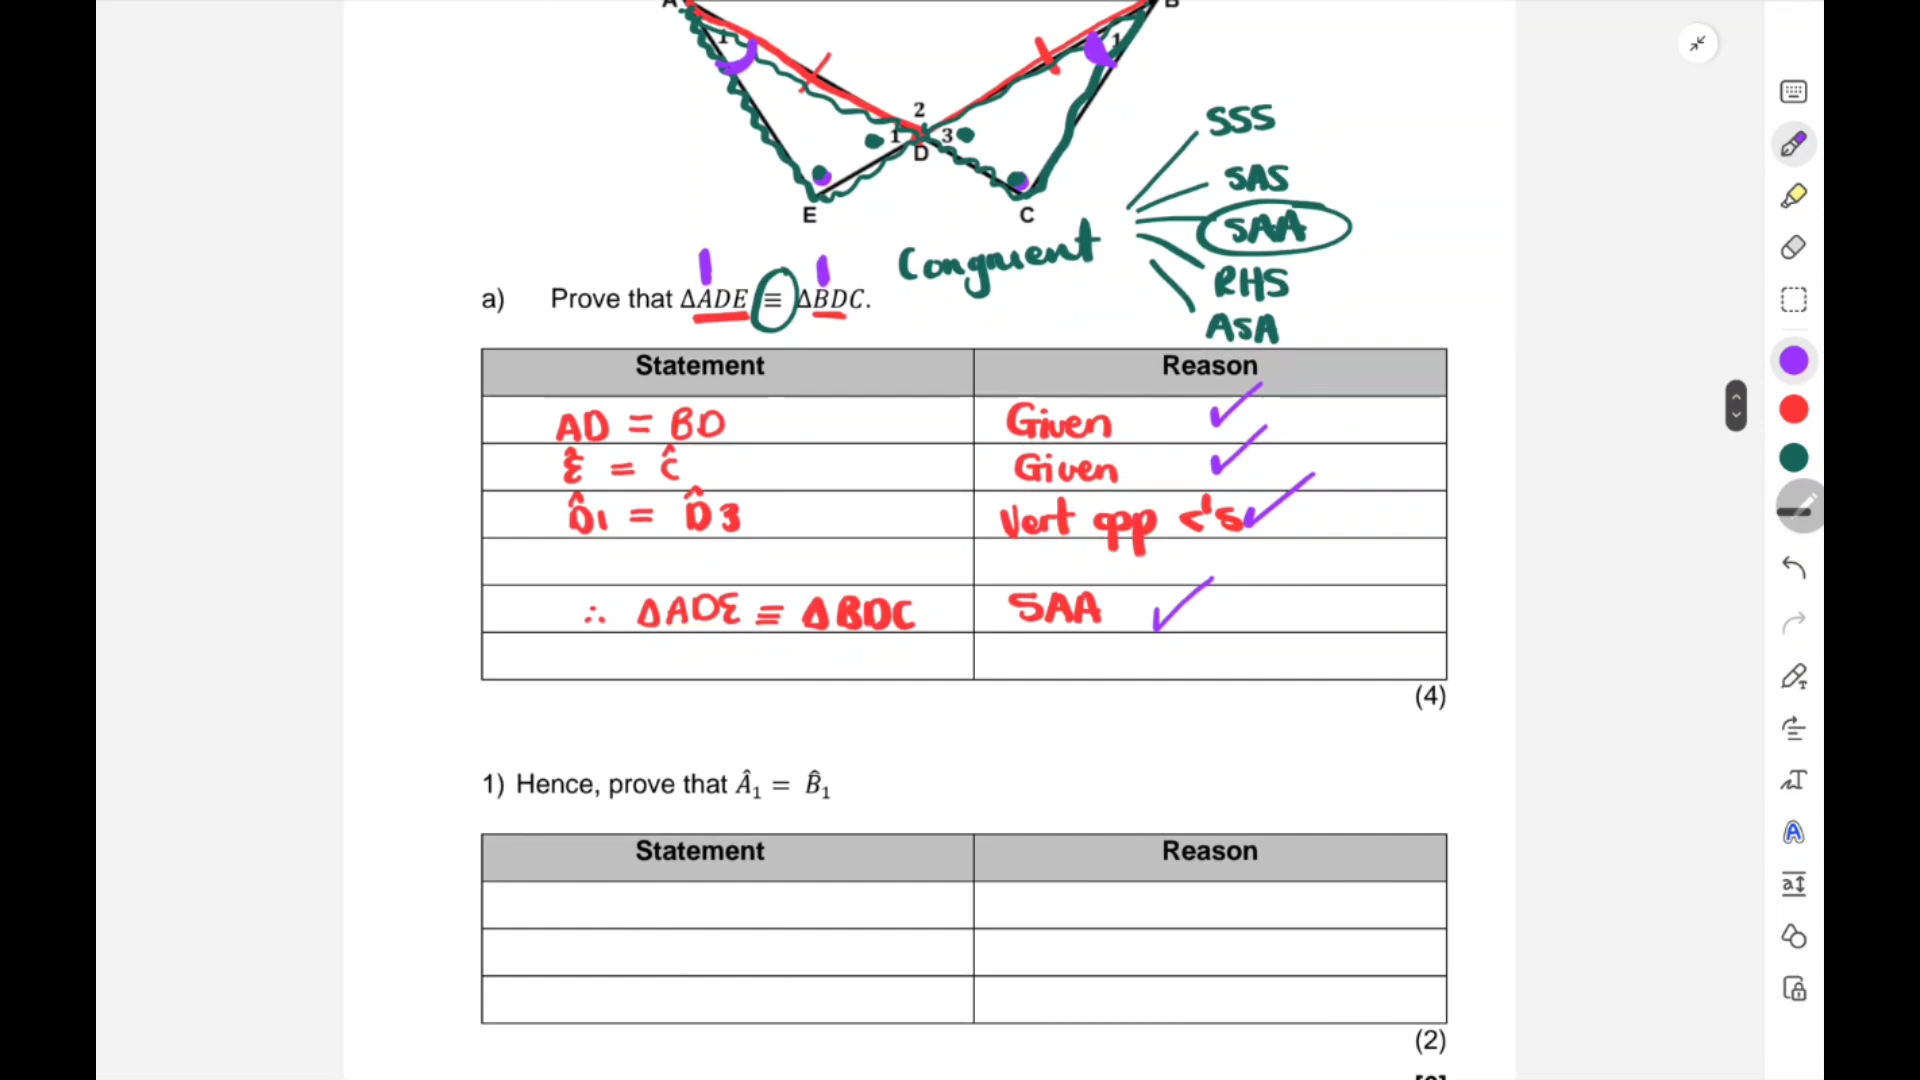 A B
1 1
2
1 3
D
E C
SSS
SAS
SAA
RHS
ASA
Congruent
a) Prove that ΔADE ≡ ΔBDC.
Statement Reason
AD = BD Given
Ê = Ĉ Given
D̂1 = D̂3 Vert opp <'s
∴ ΔADE ≡ ΔBDC SAA
(4)
1) Hence, prove that Â₁ = B̂₁
Statement Reason
(2)